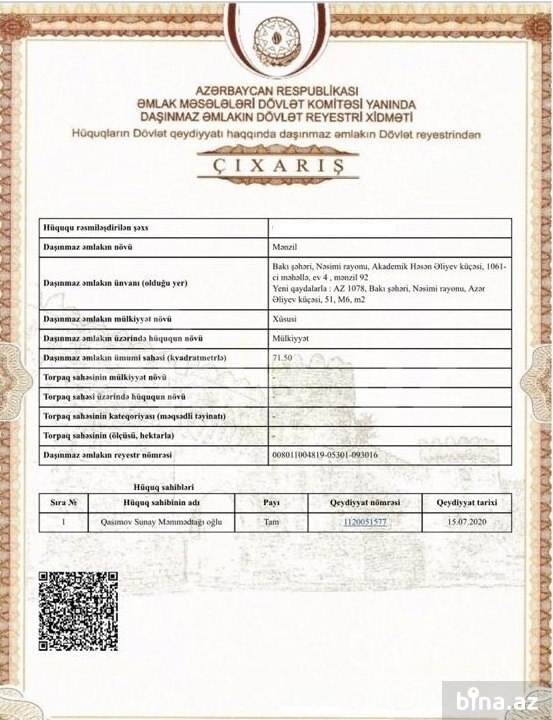 AZƏRBAYCAN RESPUBLİKASI
ƏMLAK MƏSƏLƏLƏRİ DÖVLƏT KOMİTƏSİ YANINDA
DAŞINMAZ ƏMLAKIN DÖVLƏT REYESTRİ XİDMƏTİ
Hüquqların Dövlət qeydiyyatı haqqında daşınmaz əmlakın Dövlət reyestrindən
ÇIXARIŞ
Hüququ rəsmiləşdirilən şəxs
Daşınmaz əmlakın növü Mənzil
Daşınmaz əmlakın ünvanı (olduğu yer) Bakı şəhəri, Nəsimi rayonu, Akademik Həsən Əliyev küçəsi, 1061-
ci məhəllə, ev 4 , mənzil 92
Yeni qaydalarla : AZ 1078, Bakı şəhəri, Nəsimi rayonu, Azər
Əliyev küçəsi, 51, M6, m2
Daşınmaz əmlakın mülkiyyət növü Xüsusi
Daşınmaz əmlakın üzərində hüququn növü Mülkiyyət
Daşınmaz əmlakın ümumi sahəsi (kvadratmetrlə) 71.50
Torpaq sahəsinin mülkiyyət növü -
Torpaq sahəsi üzərində hüququn növü -
Torpaq sahəsinin kateqoriyası (məqsədli təyinatı) -
Torpaq sahəsinin (ölçüsü, hektarla) -
Daşınmaz əmlakın reyestr nömrəsi 008011004819-05301-093016
Hüquq sahibləri
Sıra № Hüquq sahibinin adı Payı Qeydiyyat nömrəsi Qeydiyyat tarixi
1 Qasımov Sunay Məmmədtağı oğlu Tam 1120051577 15.07.2020
bina.az